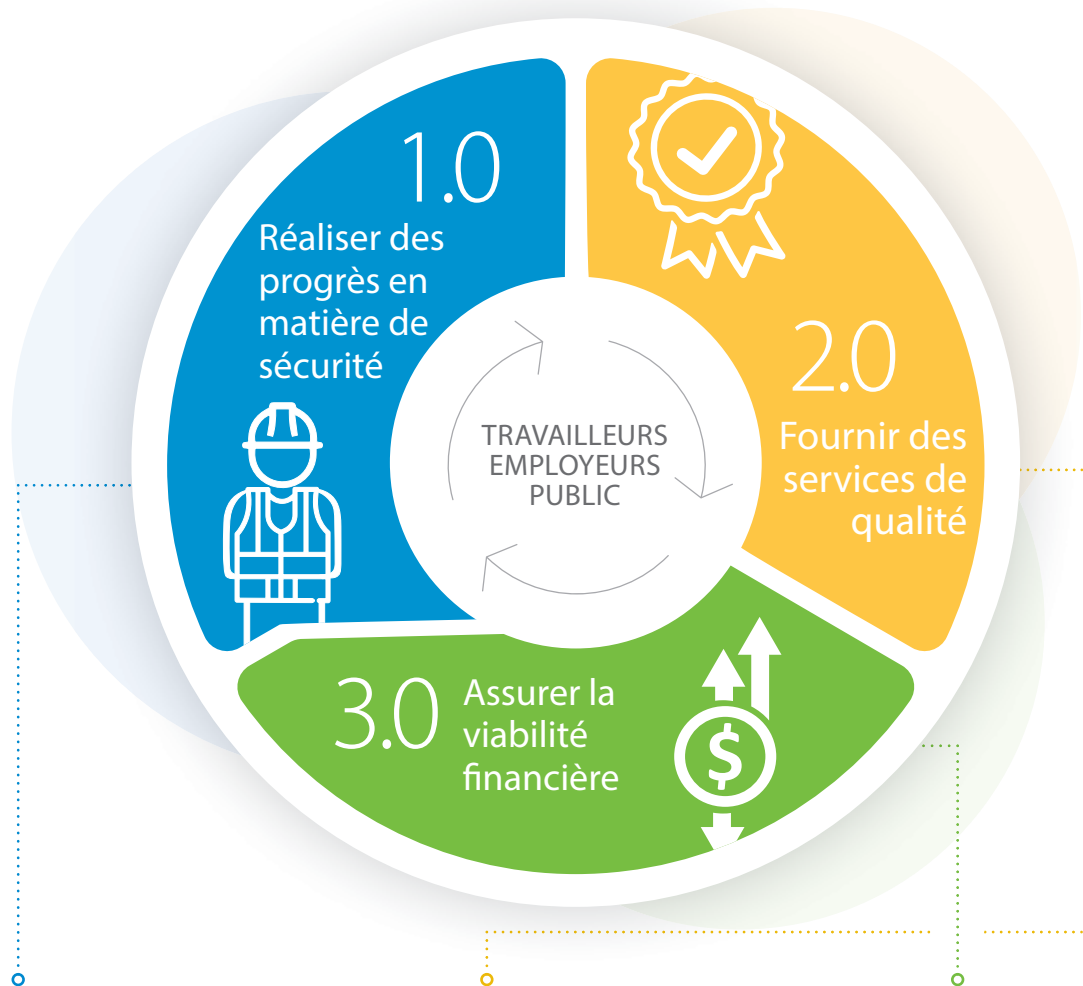 1.0
Réaliser des
progrès en
matière de
sécurité
2.0
Fournir des
services de
qualité
3.0
Assurer la
viabilité
financière
$
TRAVAILLEURS
EMPLOYEURS
PUBLIC